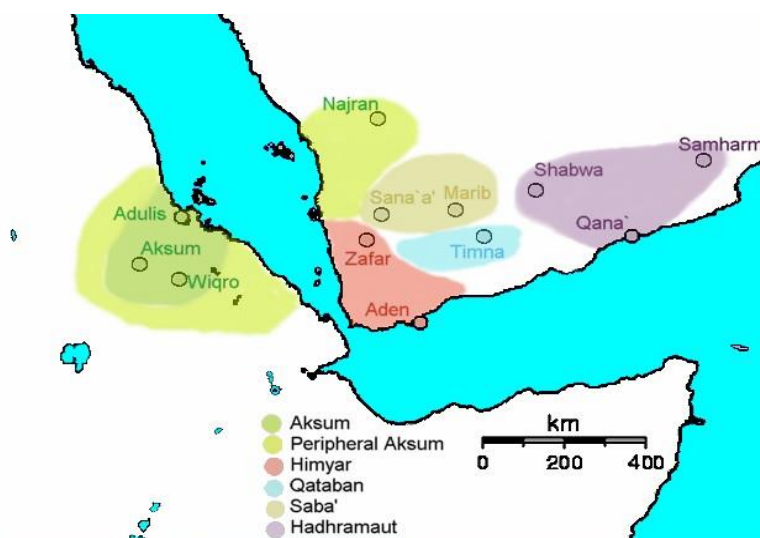 Najran
Samharm
Shabwa
Sana`a'
Marib
Adulis
Qana`
Aksum
Zafar
Timna
Wiqro
Aden
Aksum
Peripheral Aksum
Himyar
Qataban
Saba'
Hadhramaut
km
0 200 400